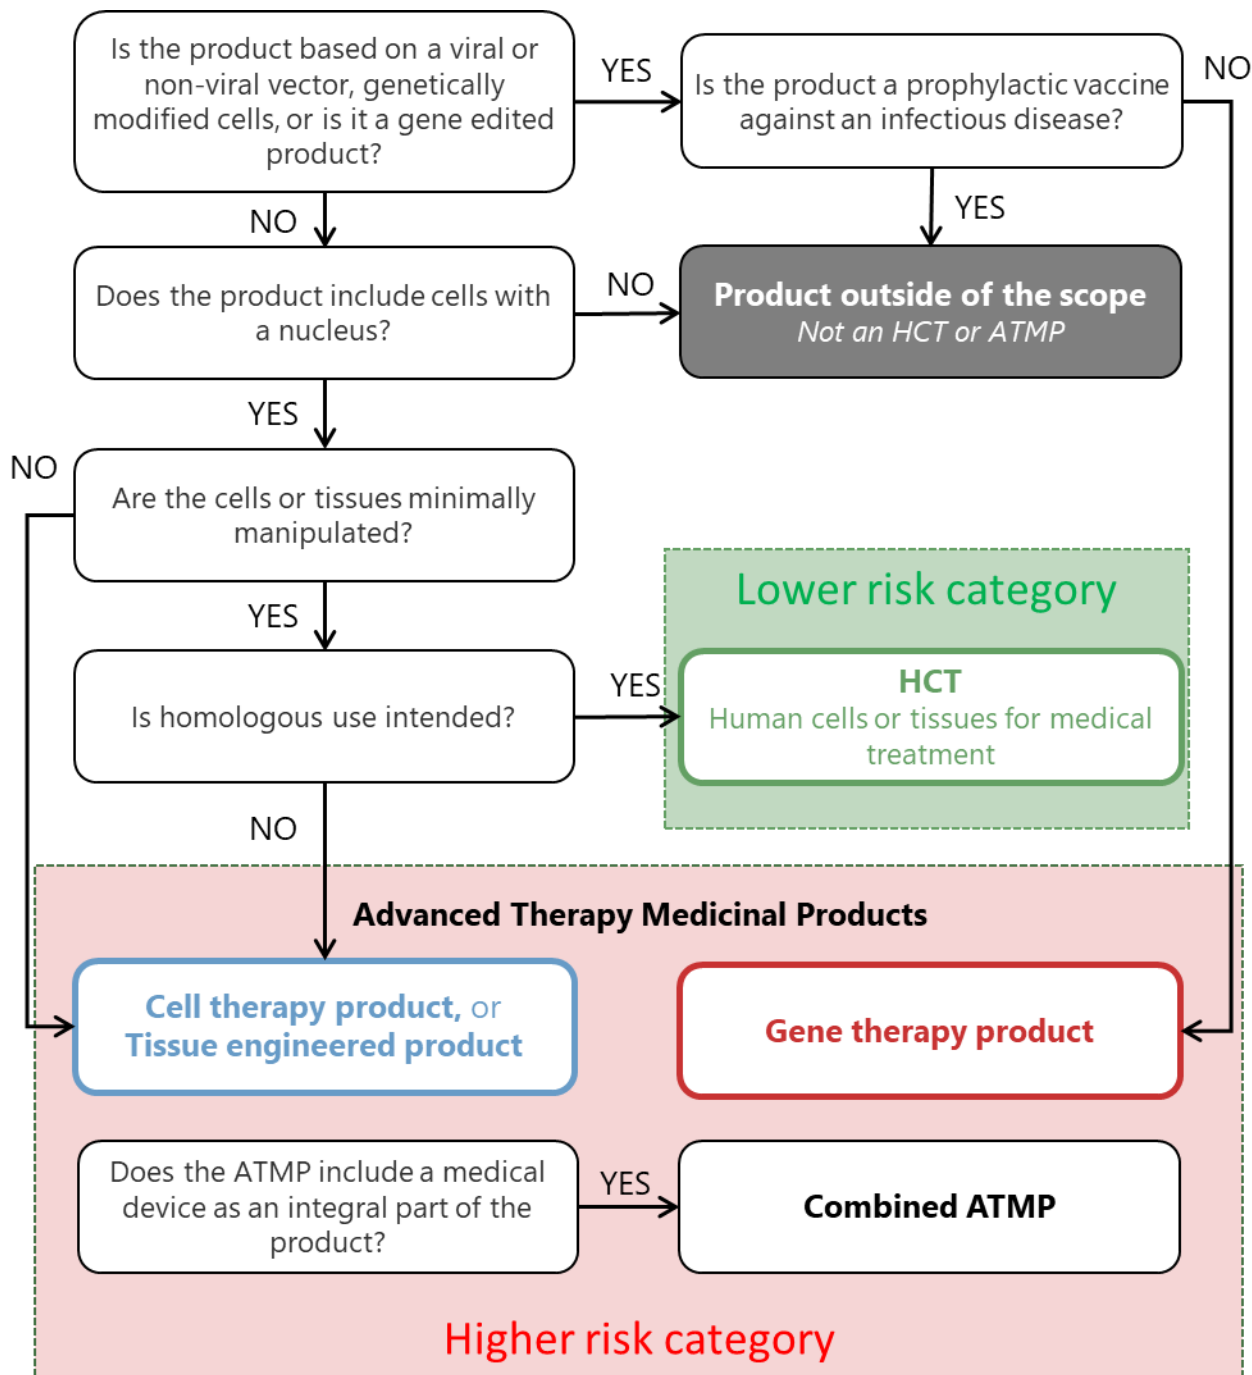 Is the product based on a viral or
non-viral vector, genetically
modified cells, or is it a gene edited
product?
YES
Is the product a prophylactic vaccine
against an infectious disease?
NO
NO
YES
Does the product include cells with
a nucleus?
NO
Product outside of the scope
Not an HCT or ATMP
YES
NO
Are the cells or tissues minimally
manipulated?
YES
Lower risk category
Is homologous use intended?
YES
HCT
Human cells or tissues for medical
treatment
NO
Advanced Therapy Medicinal Products
Cell therapy product, or
Tissue engineered product
Gene therapy product
Does the ATMP include a medical
device as an integral part of the
product?
YES
Combined ATMP
Higher risk category